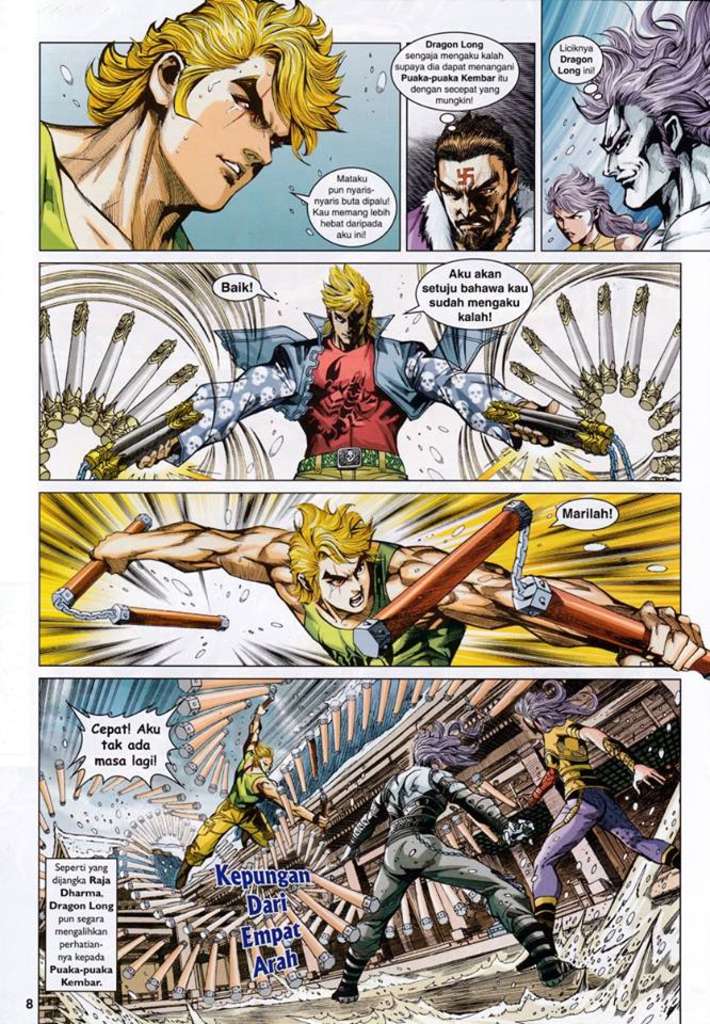 Mataku
pun nyaris-
nyaris buta dipalu!
Kau memang lebih
hebat daripada
aku ini!
Dragon Long
sengaja mengaku kalah
supaya dia dapat menangani
Puaka-puaka Kembar itu
dengan secepat yang
mungkin!
Liciknya
Dragon
Long ini!
Baik!
Aku akan
setuju bahawa kau
sudah mengaku
kalah!
Marilah!
Cepat! Aku
tak ada
masa lagi!
Kepungan
Dari
Empat
Arah
Seperti yang
dijangka Raja
Dharma,
Dragon Long
pun segera
mengalihkan
perhatian-
nya kepada
Puaka-puaka
Kembar.
8